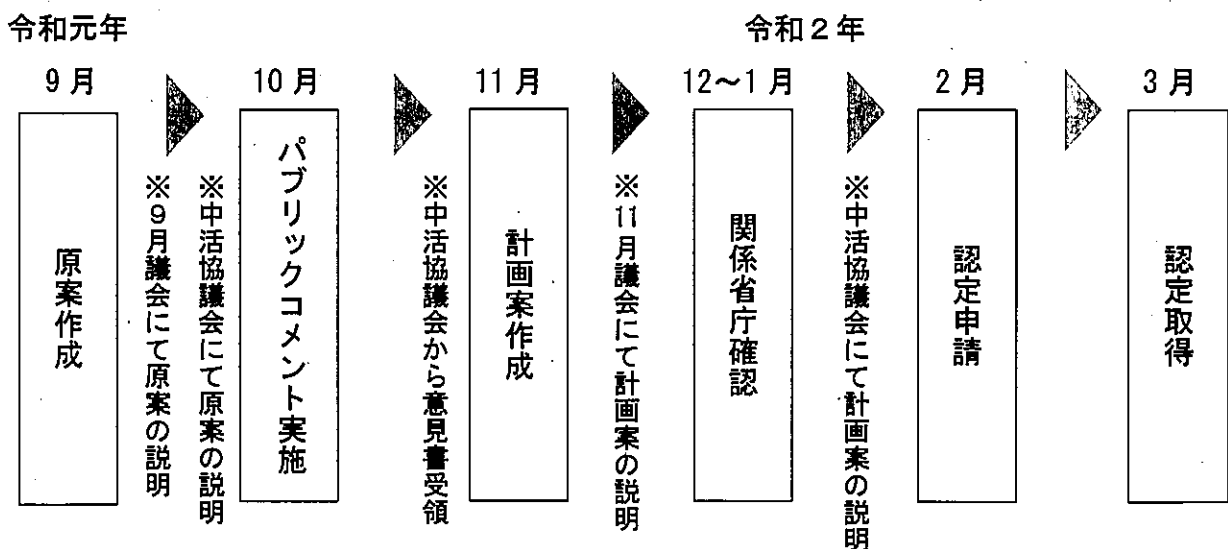 令和元年
令和2年
9月
10月
11月
12～1月
2月
3月
原案作成
※9月議会にて原案の説明
※中活協議会にて原案の説明
パブリックコメント実施
※中活協議会から意見書受領
計画案作成
※11月議会にて計画案の説明
関係省庁確認
※中活協議会にて計画案の説明
認定申請
認定取得